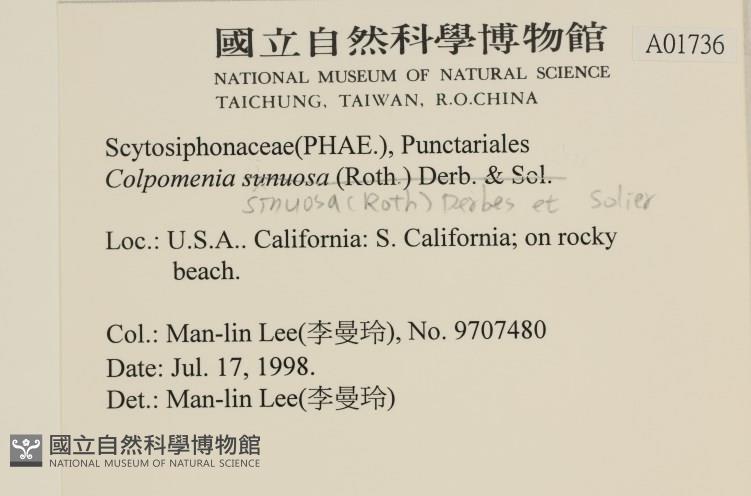 國立自然科學博物館
A01736
NATIONAL MUSEUM OF NATURAL SCIENCE
TAICHUNG, TAIWAN, R.O.CHINA
Scytosiphonaceae(PHAE.), Punctariales
Colpomenia sunuosa (Roth.) Derb. & Sol.
sinuosa (Roth) Derbes et Solier
Loc.: U.S.A.. California: S. California; on rocky
beach.
Col.: Man-lin Lee(李曼玲), No. 9707480
Date: Jul. 17, 1998.
Det.: Man-lin Lee(李曼玲)
國立自然科學博物館
NATIONAL MUSEUM OF NATURAL SCIENCE